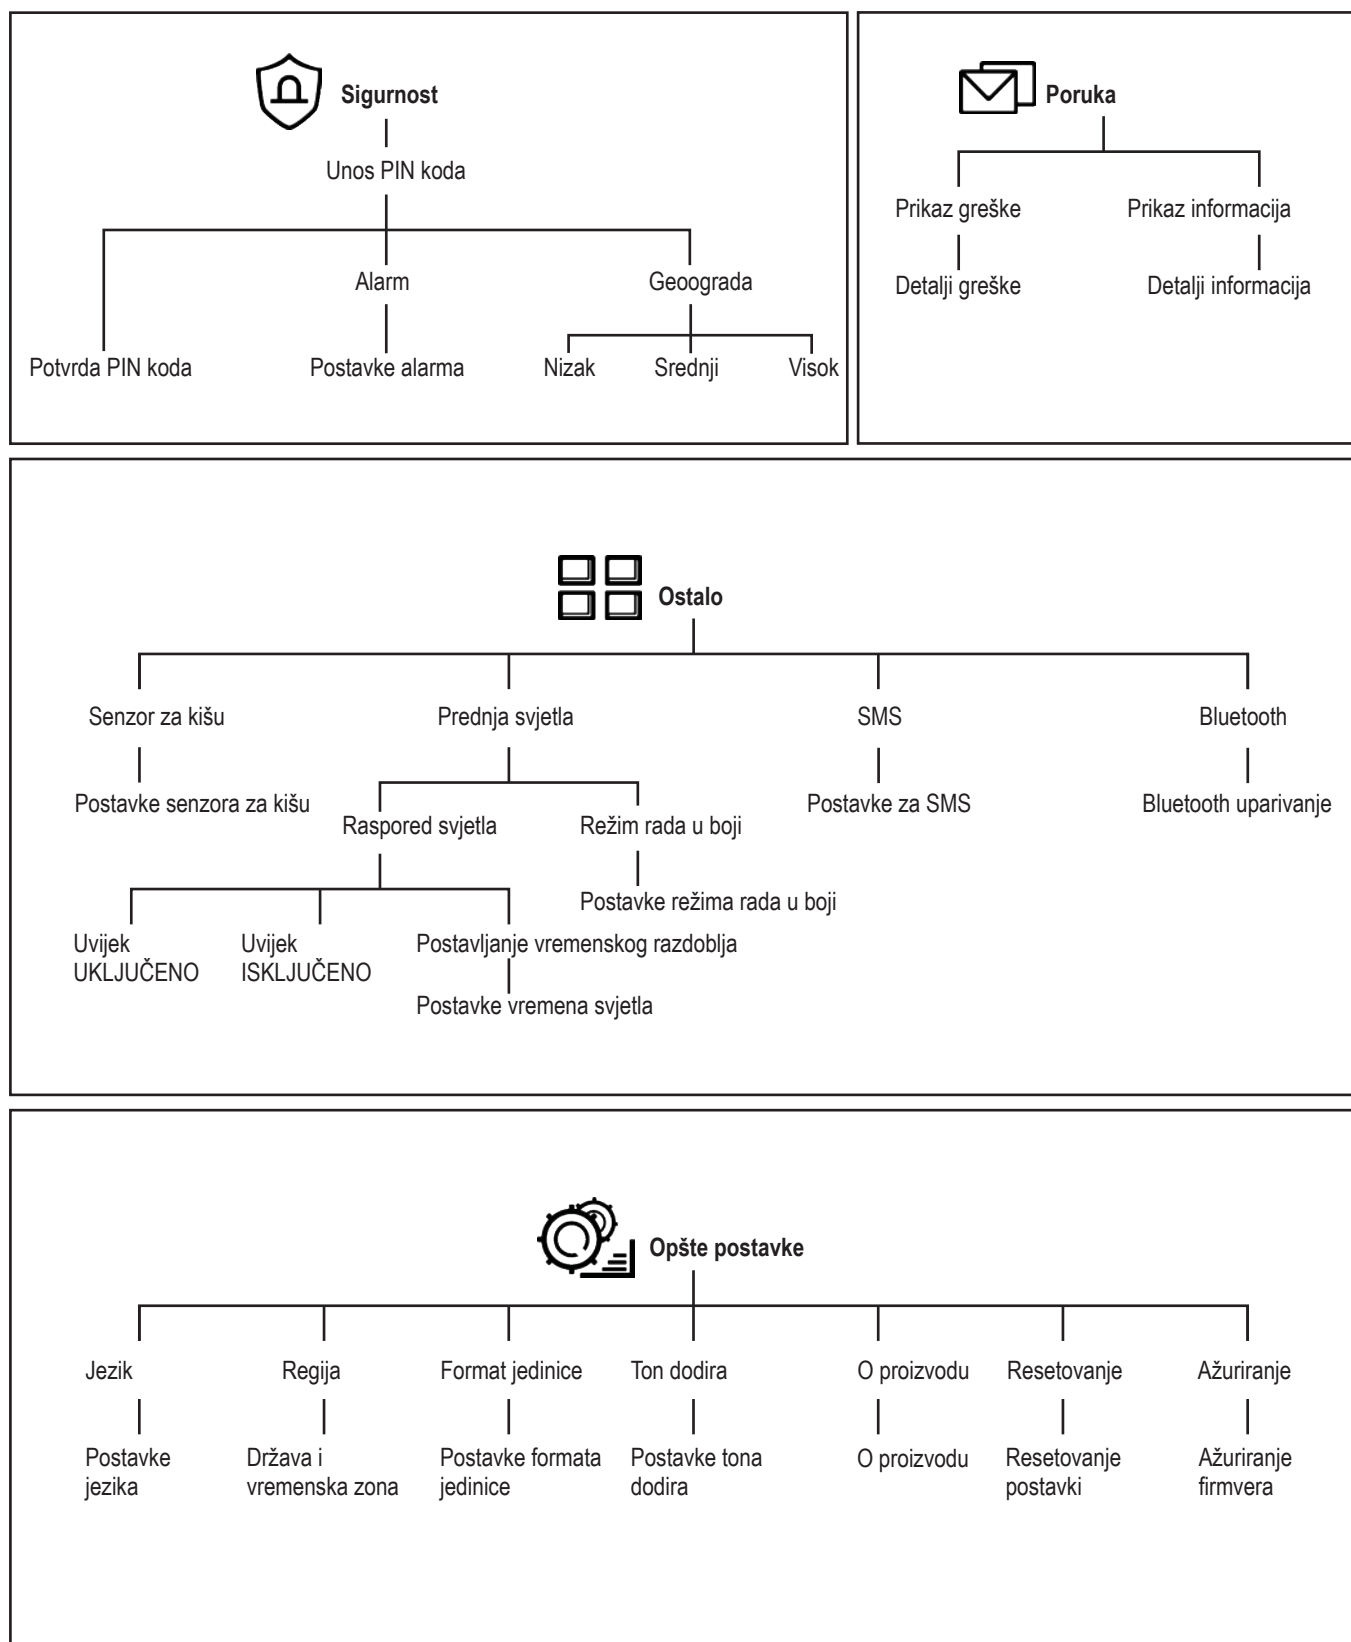 Sigurnost
Unos PIN koda
Alarm
Geoograda
Potvrda PIN koda
Postavke alarma
Nizak
Srednji
Visok
Poruka
Prikaz greške
Prikaz informacija
Detalji greške
Detalji informacija
Ostalo
Senzor za kišu
Prednja svjetla
SMS
Bluetooth
Postavke senzora za kišu
Raspored svjetla
Režim rada u boji
Postavke za SMS
Bluetooth uparivanje
Postavke režima rada u boji
Uvijek
UKLJUČENO
Uvijek
ISKLJUČENO
Postavljanje vremenskog razdoblja
Postavke vremena svjetla
Opšte postavke
Jezik
Regija
Format jedinice
Ton dodira
O proizvodu
Resetovanje
Ažuriranje
Postavke
jezika
Država i
vremenska zona
Postavke formata
jedinice
Postavke tona
dodira
O proizvodu
Resetovanje
postavki
Ažuriranje
firmvera